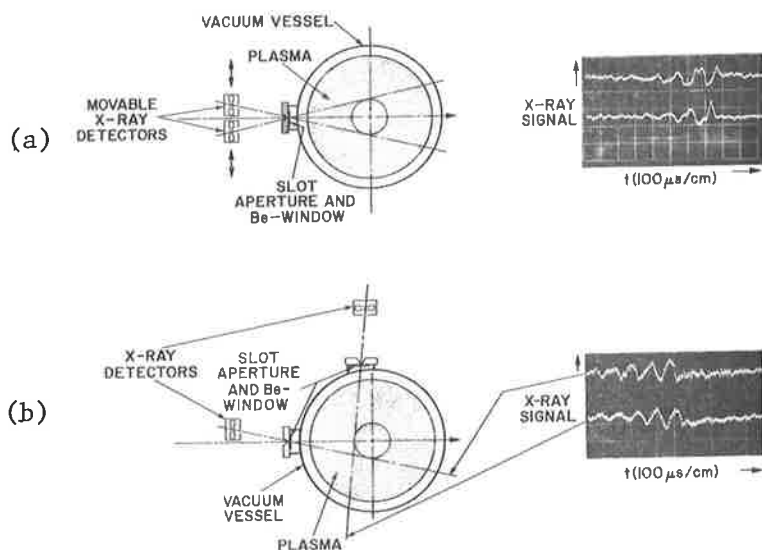 (a)
VACUUM VESSEL
PLASMA
MOVABLE
X-RAY
DETECTORS
SLOT
APERTURE AND
Be-WINDOW
X-RAY
SIGNAL
t(100μs/cm)
(b)
X-RAY
DETECTORS
SLOT
APERTURE
AND Be-
WINDOW
VACUUM
VESSEL
PLASMA
X-RAY
SIGNAL
t(100μs/cm)